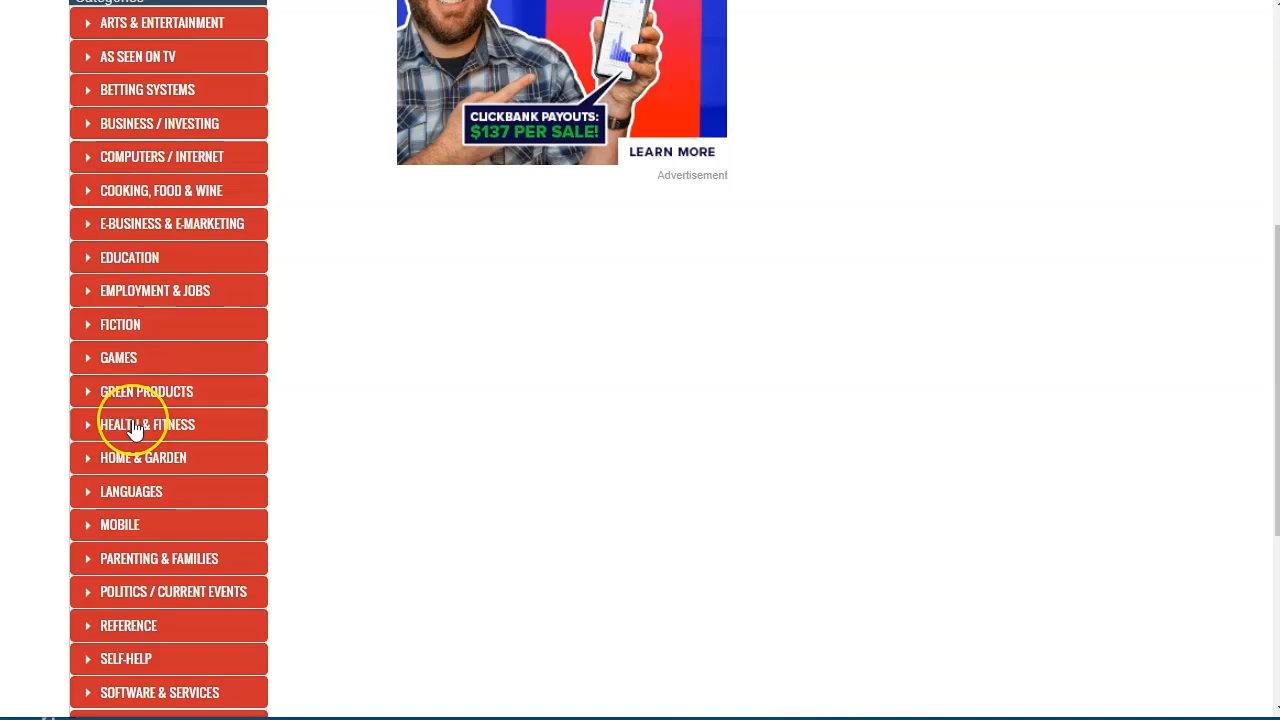 Categories
ARTS & ENTERTAINMENT
AS SEEN ON TV
BETTING SYSTEMS
BUSINESS / INVESTING
COMPUTERS / INTERNET
COOKING, FOOD & WINE
E-BUSINESS & E-MARKETING
EDUCATION
EMPLOYMENT & JOBS
FICTION
GAMES
GREEN PRODUCTS
HEALTH & FITNESS
HOME & GARDEN
LANGUAGES
MOBILE
PARENTING & FAMILIES
POLITICS / CURRENT EVENTS
REFERENCE
SELF-HELP
SOFTWARE & SERVICES
CLICKBANK PAYOUTS:
$137 PER SALE!
LEARN MORE
Advertisement